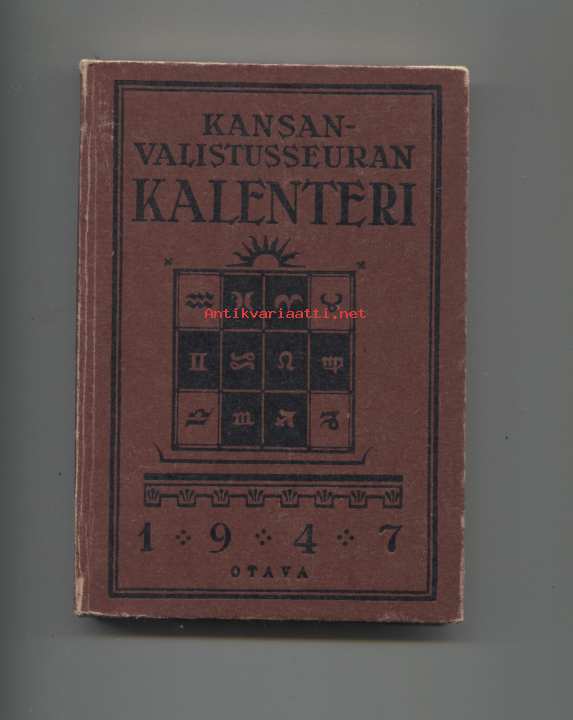 KANSAN-
VALISTUSSEURAN
KALENTERI
Antikvariaatti.net
1 9 4 7
OTAVA